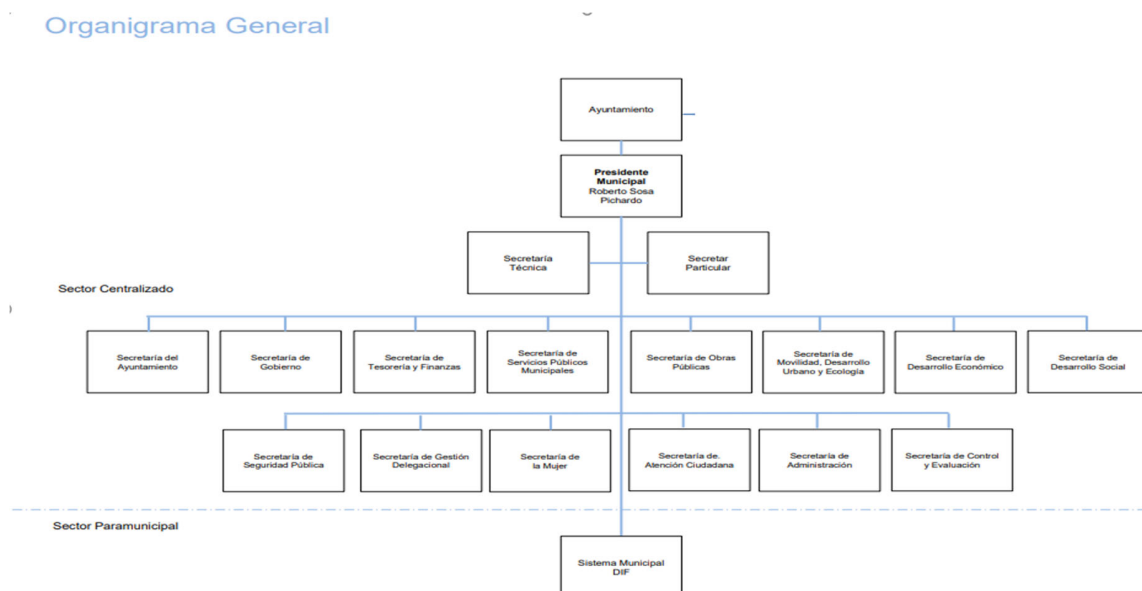 Organigrama General
Ayuntamiento
Presidente
Municipal
Roberto Sosa
Pichardo
Secretaría
Técnica
Secretar
Particular
Sector Centralizado
Secretaría del
Ayuntamiento
Secretaría de
Gobierno
Secretaría de
Tesorería y Finanzas
Secretaría de
Servicios Públicos
Municipales
Secretaría de Obras
Públicas
Secretaría de
Movilidad, Desarrollo
Urbano y Ecología
Secretaría de
Desarrollo Económico
Secretaría de
Desarrollo Social
Secretaría de
Seguridad Pública
Secretaría de Gestión
Delegacional
Secretaría de
la Mujer
Secretaría de.
Atención Ciudadana
Secretaría de
Administración
Secretaría de Control
y Evaluación
Sector Paramunicipal
Sistema Municipal
DIF